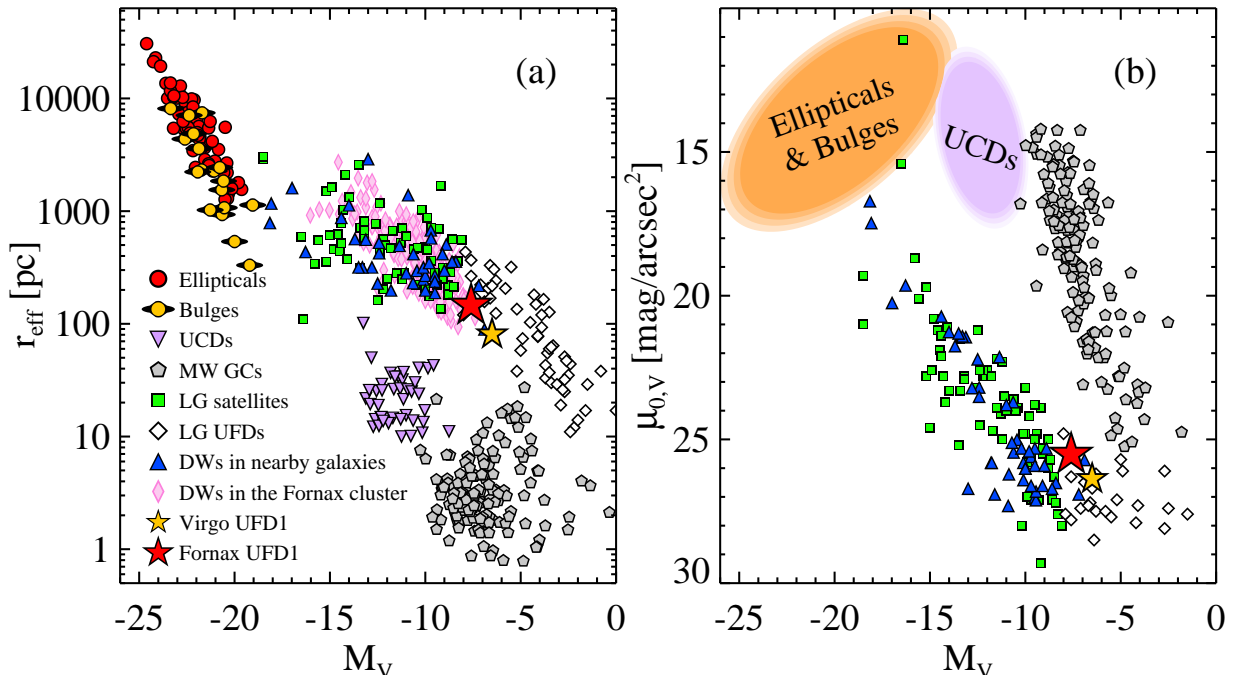 (a)
10000
1000
100
10
1
r_eff [pc]
Ellipticals
Bulges
UCDs
MW GCs
LG satellites
LG UFDs
DWs in nearby galaxies
DWs in the Fornax cluster
Virgo UFD1
Fornax UFD1
-25 -20 -15 -10 -5 0
M_V
(b)
10
15
20
25
30
μ_0,V [mag/arcsec²]
Ellipticals
& Bulges
UCDs
-25 -20 -15 -10 -5 0
M_V